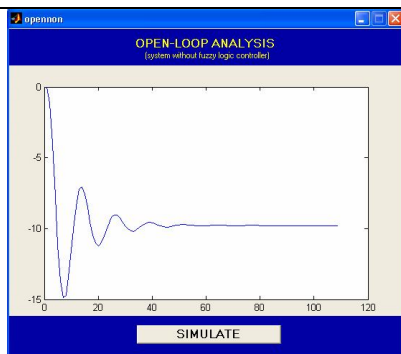 opennon
OPEN-LOOP ANALYSIS
(system without fuzzy logic controller)
0
-5
-10
-15
0 20 40 60 80 100 120
SIMULATE